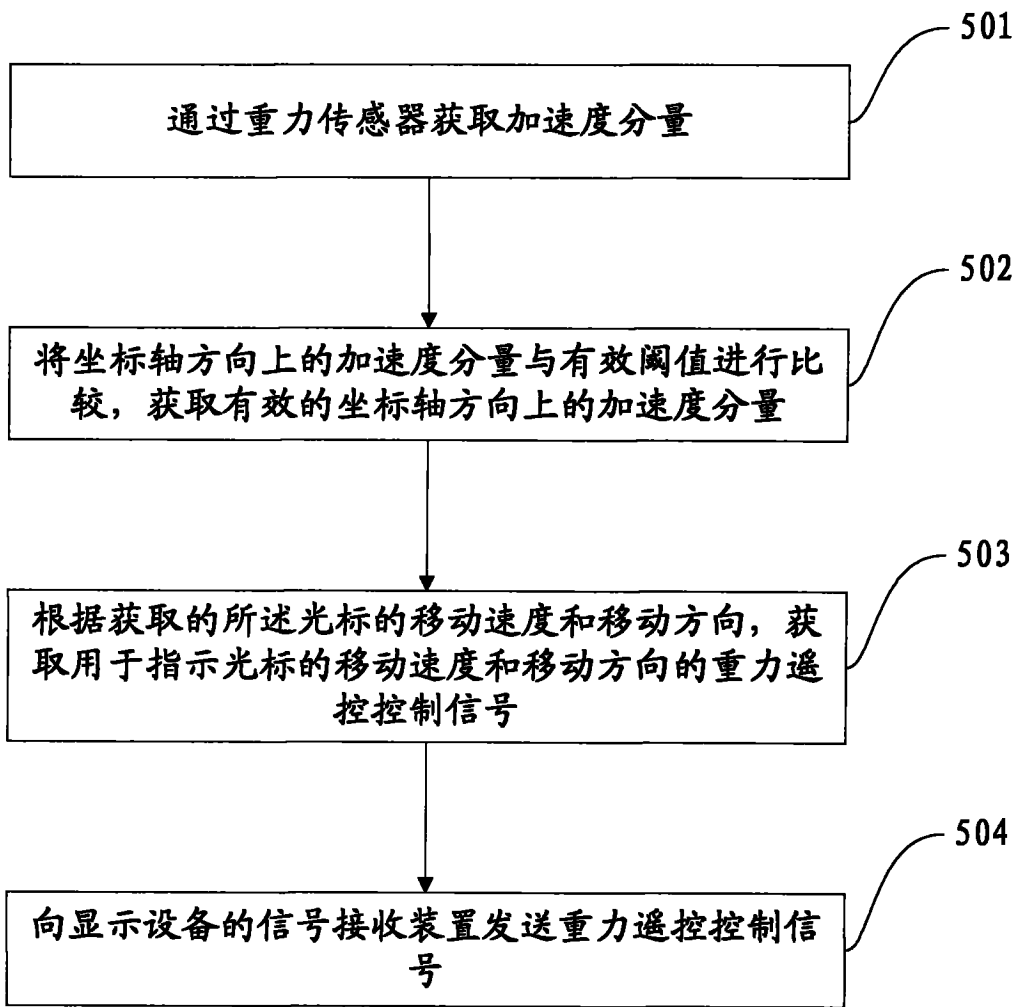 501
通过重力传感器获取加速度分量
502
将坐标轴方向上的加速度分量与有效阈值进行比
较，获取有效的坐标轴方向上的加速度分量
503
根据获取的所述光标的移动速度和移动方向，获
取用于指示光标的移动速度和移动方向的重力遥
控控制信号
504
向显示设备的信号接收装置发送重力遥控控制信
号